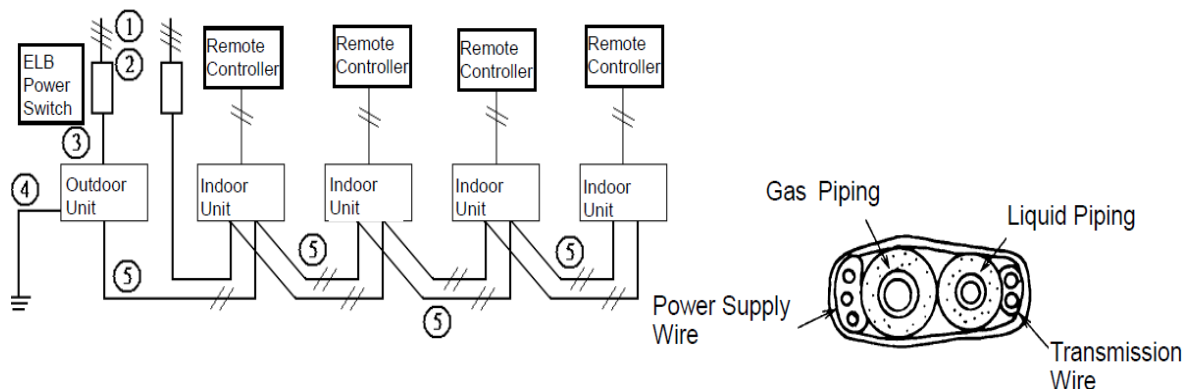 ①
②
ELB
Power
Switch
③
④
Remote
Controller
Remote
Controller
Remote
Controller
Remote
Controller
Outdoor
Unit
Indoor
Unit
Indoor
Unit
Indoor
Unit
Indoor
Unit
⑤
⑤
⑤
⑤
Gas Piping
Liquid Piping
Power Supply
Wire
Transmission
Wire